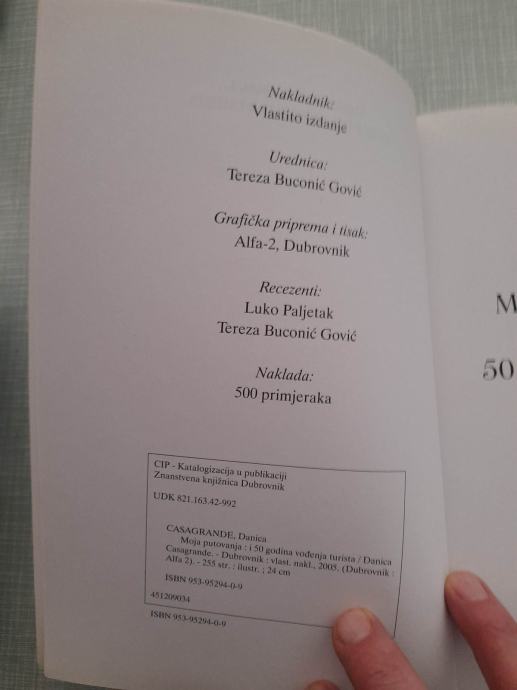 Nakladnik:
Vlastito izdanje
Urednica:
Tereza Buconić Gović
Grafička priprema i tisak:
Alfa-2, Dubrovnik
Recezenti:
Luko Paljetak
Tereza Buconić Gović
Naklada:
500 primjeraka
CIP - Katalogizacija u publikaciji
Znanstvena knjižnica Dubrovnik
UDK 821.163.42-992
CASAGRANDE, Danica
Moja putovanja : i 50 godina vođenja turista / Danica
Casagrande. - Dubrovnik : vlast. nakl., 2005. (Dubrovnik :
Alfa 2). - 255 str. : ilustr. ; 24 cm
ISBN 953-95294-0-9
451209034
ISBN 953-95294-0-9
M
50